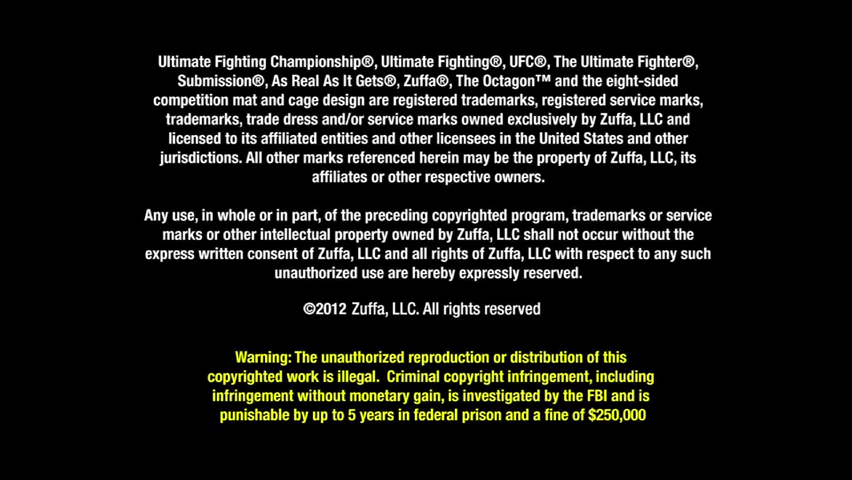 Ultimate Fighting Championship®, Ultimate Fighting®, UFC®, The Ultimate Fighter®,
Submission®, As Real As It Gets®, Zuffa®, The Octagon™ and the eight-sided
competition mat and cage design are registered trademarks, registered service marks,
trademarks, trade dress and/or service marks owned exclusively by Zuffa, LLC and
licensed to its affiliated entities and other licensees in the United States and other
jurisdictions. All other marks referenced herein may be the property of Zuffa, LLC, its
affiliates or other respective owners.
Any use, in whole or in part, of the preceding copyrighted program, trademarks or service
marks or other intellectual property owned by Zuffa, LLC shall not occur without the
express written consent of Zuffa, LLC and all rights of Zuffa, LLC with respect to any such
unauthorized use are hereby expressly reserved.
©2012 Zuffa, LLC. All rights reserved
Warning: The unauthorized reproduction or distribution of this
copyrighted work is illegal. Criminal copyright infringement, including
infringement without monetary gain, is investigated by the FBI and is
punishable by up to 5 years in federal prison and a fine of $250,000